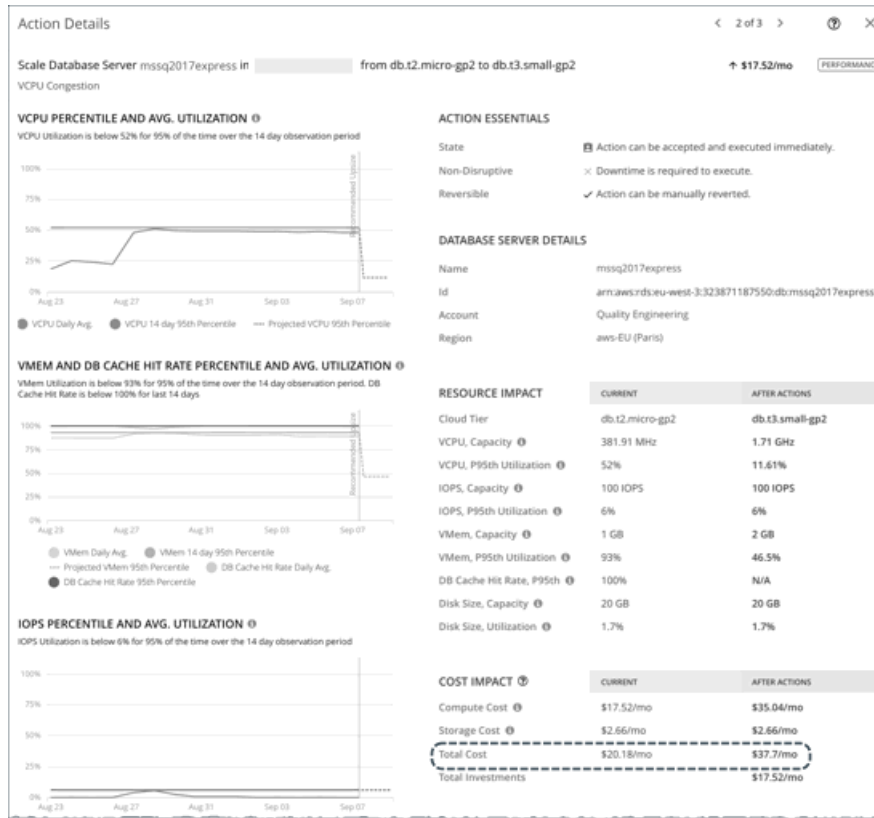 Action Details
< 2 of 3 >
Scale Database Server mssq2017express in from db.t2.micro-gp2 to db.t3.small-gp2
↑ $17.52/mo
PERFORMANC
VCPU Congestion
VCPU PERCENTILE AND AVG. UTILIZATION
VCPU Utilization is below 52% for 95% of the time over the 14 day observation period
100%
75%
50%
25%
0%
Recommended Upsize
Aug 23 Aug 27 Aug 31 Sep 03 Sep 07
VCPU Daily Avg. VCPU 14 day 95th Percentile Projected VCPU 95th Percentile
VMEM AND DB CACHE HIT RATE PERCENTILE AND AVG. UTILIZATION
VMem Utilization is below 93% for 95% of the time over the 14 day observation period. DB
Cache Hit Rate is below 100% for last 14 days
100%
75%
50%
25%
0%
Recommended Upsize
Aug 23 Aug 27 Aug 31 Sep 03 Sep 07
VMem Daily Avg. VMem 14 day 95th Percentile
Projected VMem 95th Percentile DB Cache Hit Rate Daily Avg.
DB Cache Hit Rate 95th Percentile
IOPS PERCENTILE AND AVG. UTILIZATION
IOPS Utilization is below 6% for 95% of the time over the 14 day observation period
100%
75%
50%
25%
0%
Aug 23 Aug 27 Aug 31 Sep 03 Sep 07
ACTION ESSENTIALS
State Action can be accepted and executed immediately.
Non-Disruptive Downtime is required to execute.
Reversible Action can be manually reverted.
DATABASE SERVER DETAILS
Name mssq2017express
Id arn:aws:rds:eu-west-3:323871187550:db:mssq2017express
Account Quality Engineering
Region aws-EU (Paris)
RESOURCE IMPACT CURRENT AFTER ACTIONS
Cloud Tier db.t2.micro-gp2 db.t3.small-gp2
VCPU, Capacity 381.91 MHz 1.71 GHz
VCPU, P95th Utilization 52% 11.61%
IOPS, Capacity 100 IOPS 100 IOPS
IOPS, P95th Utilization 6% 6%
VMem, Capacity 1 GB 2 GB
VMem, P95th Utilization 93% 46.5%
DB Cache Hit Rate, P95th 100% N/A
Disk Size, Capacity 20 GB 20 GB
Disk Size, Utilization 1.7% 1.7%
COST IMPACT CURRENT AFTER ACTIONS
Compute Cost $17.52/mo $35.04/mo
Storage Cost $2.66/mo $2.66/mo
Total Cost $20.18/mo $37.7/mo
Total Investments $17.52/mo